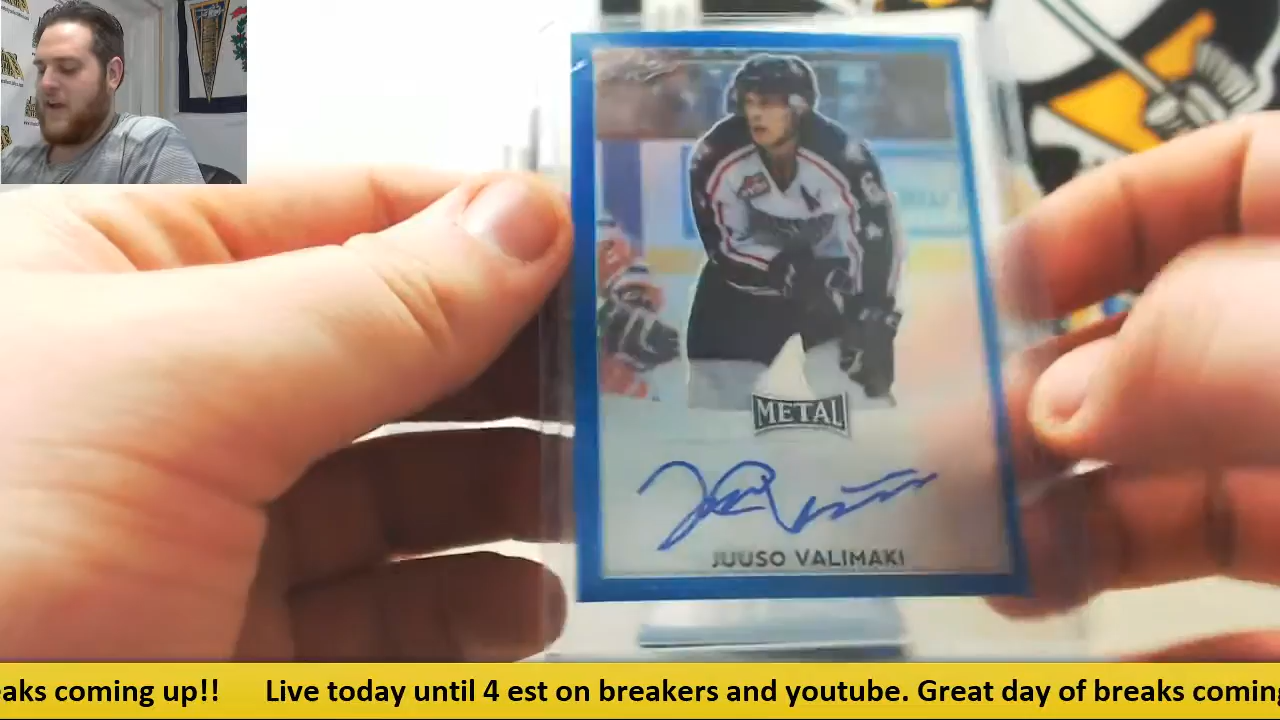 METAL
JUUSO VALIMAKI
eaks coming up!! Live today until 4 est on breakers and youtube. Great day of breaks coming